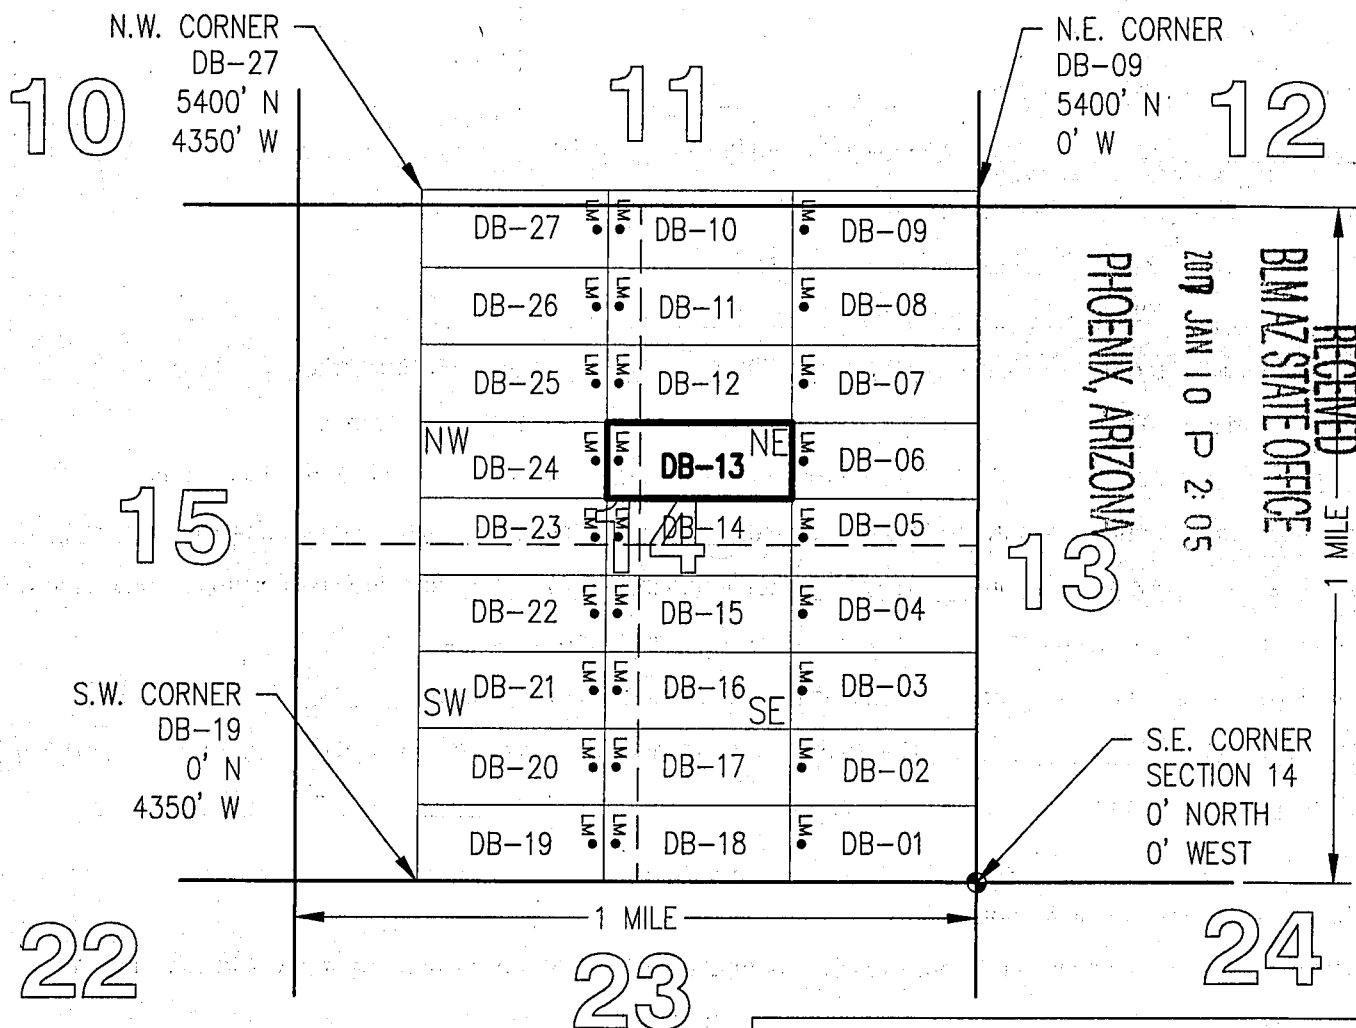 N.W. CORNER
DB-27
5400' N
4350' W
N.E. CORNER
DB-09
5400' N
0' W
10
11
12
LM LM LM
DB-27 DB-10 DB-09
LM LM LM
DB-26 DB-11 DB-08
LM LM LM
DB-25 DB-12 DB-07
NW LM LM NE LM
DB-24 DB-13 DB-06
LM LM LM
DB-23 DB-14 DB-05
14
15
13
LM LM LM
DB-22 DB-15 DB-04
LM LM LM
SW DB-21 DB-16 SE DB-03
LM LM LM
DB-20 DB-17 DB-02
LM LM LM
DB-19 DB-18 DB-01
RECEIVED
BLM AZ STATE OFFICE
JAN 10 P 2:05
PHOENIX, ARIZONA
1 MILE
S.W. CORNER
DB-19
0' N
4350' W
S.E. CORNER
SECTION 14
0' NORTH
0' WEST
1 MILE
22
23
24